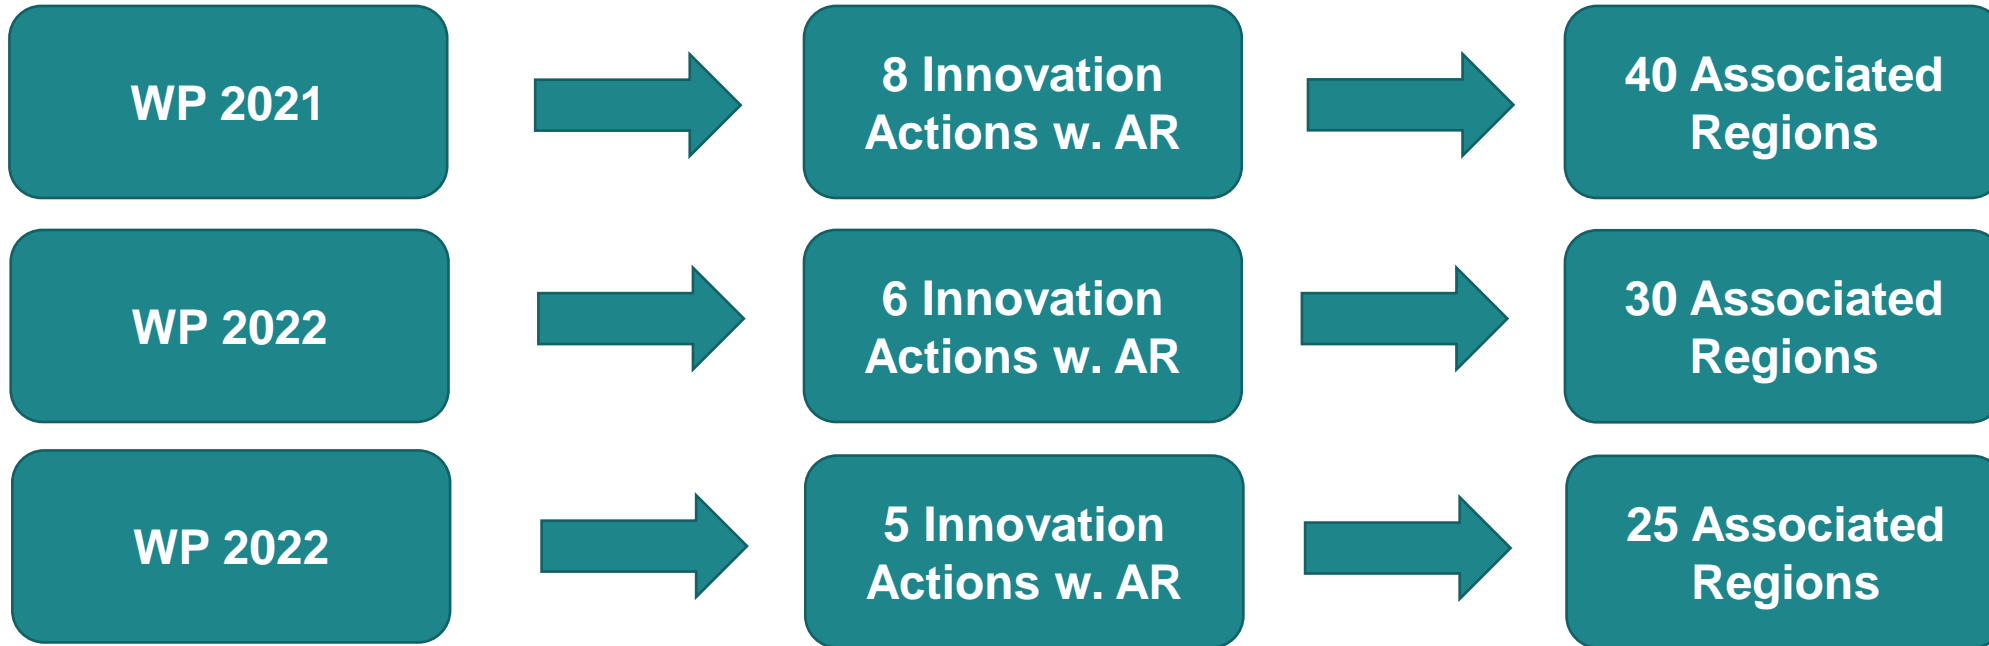 WP 2021
8 Innovation
Actions w. AR
40 Associated
Regions
WP 2022
6 Innovation
Actions w. AR
30 Associated
Regions
WP 2022
5 Innovation
Actions w. AR
25 Associated
Regions